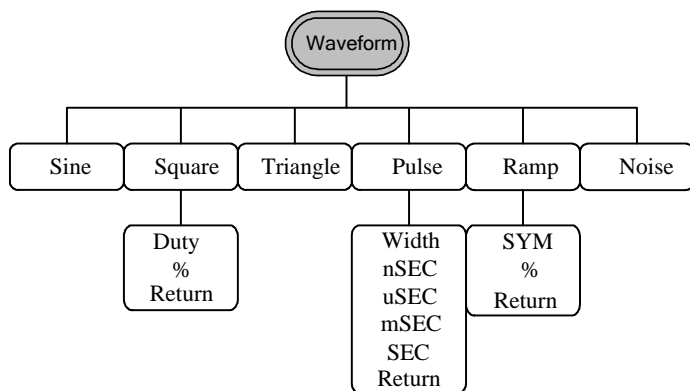 Waveform
Sine Square Triangle Pulse Ramp Noise
Duty
%
Return
Width
nSEC
uSEC
mSEC
SEC
Return
SYM
%
Return